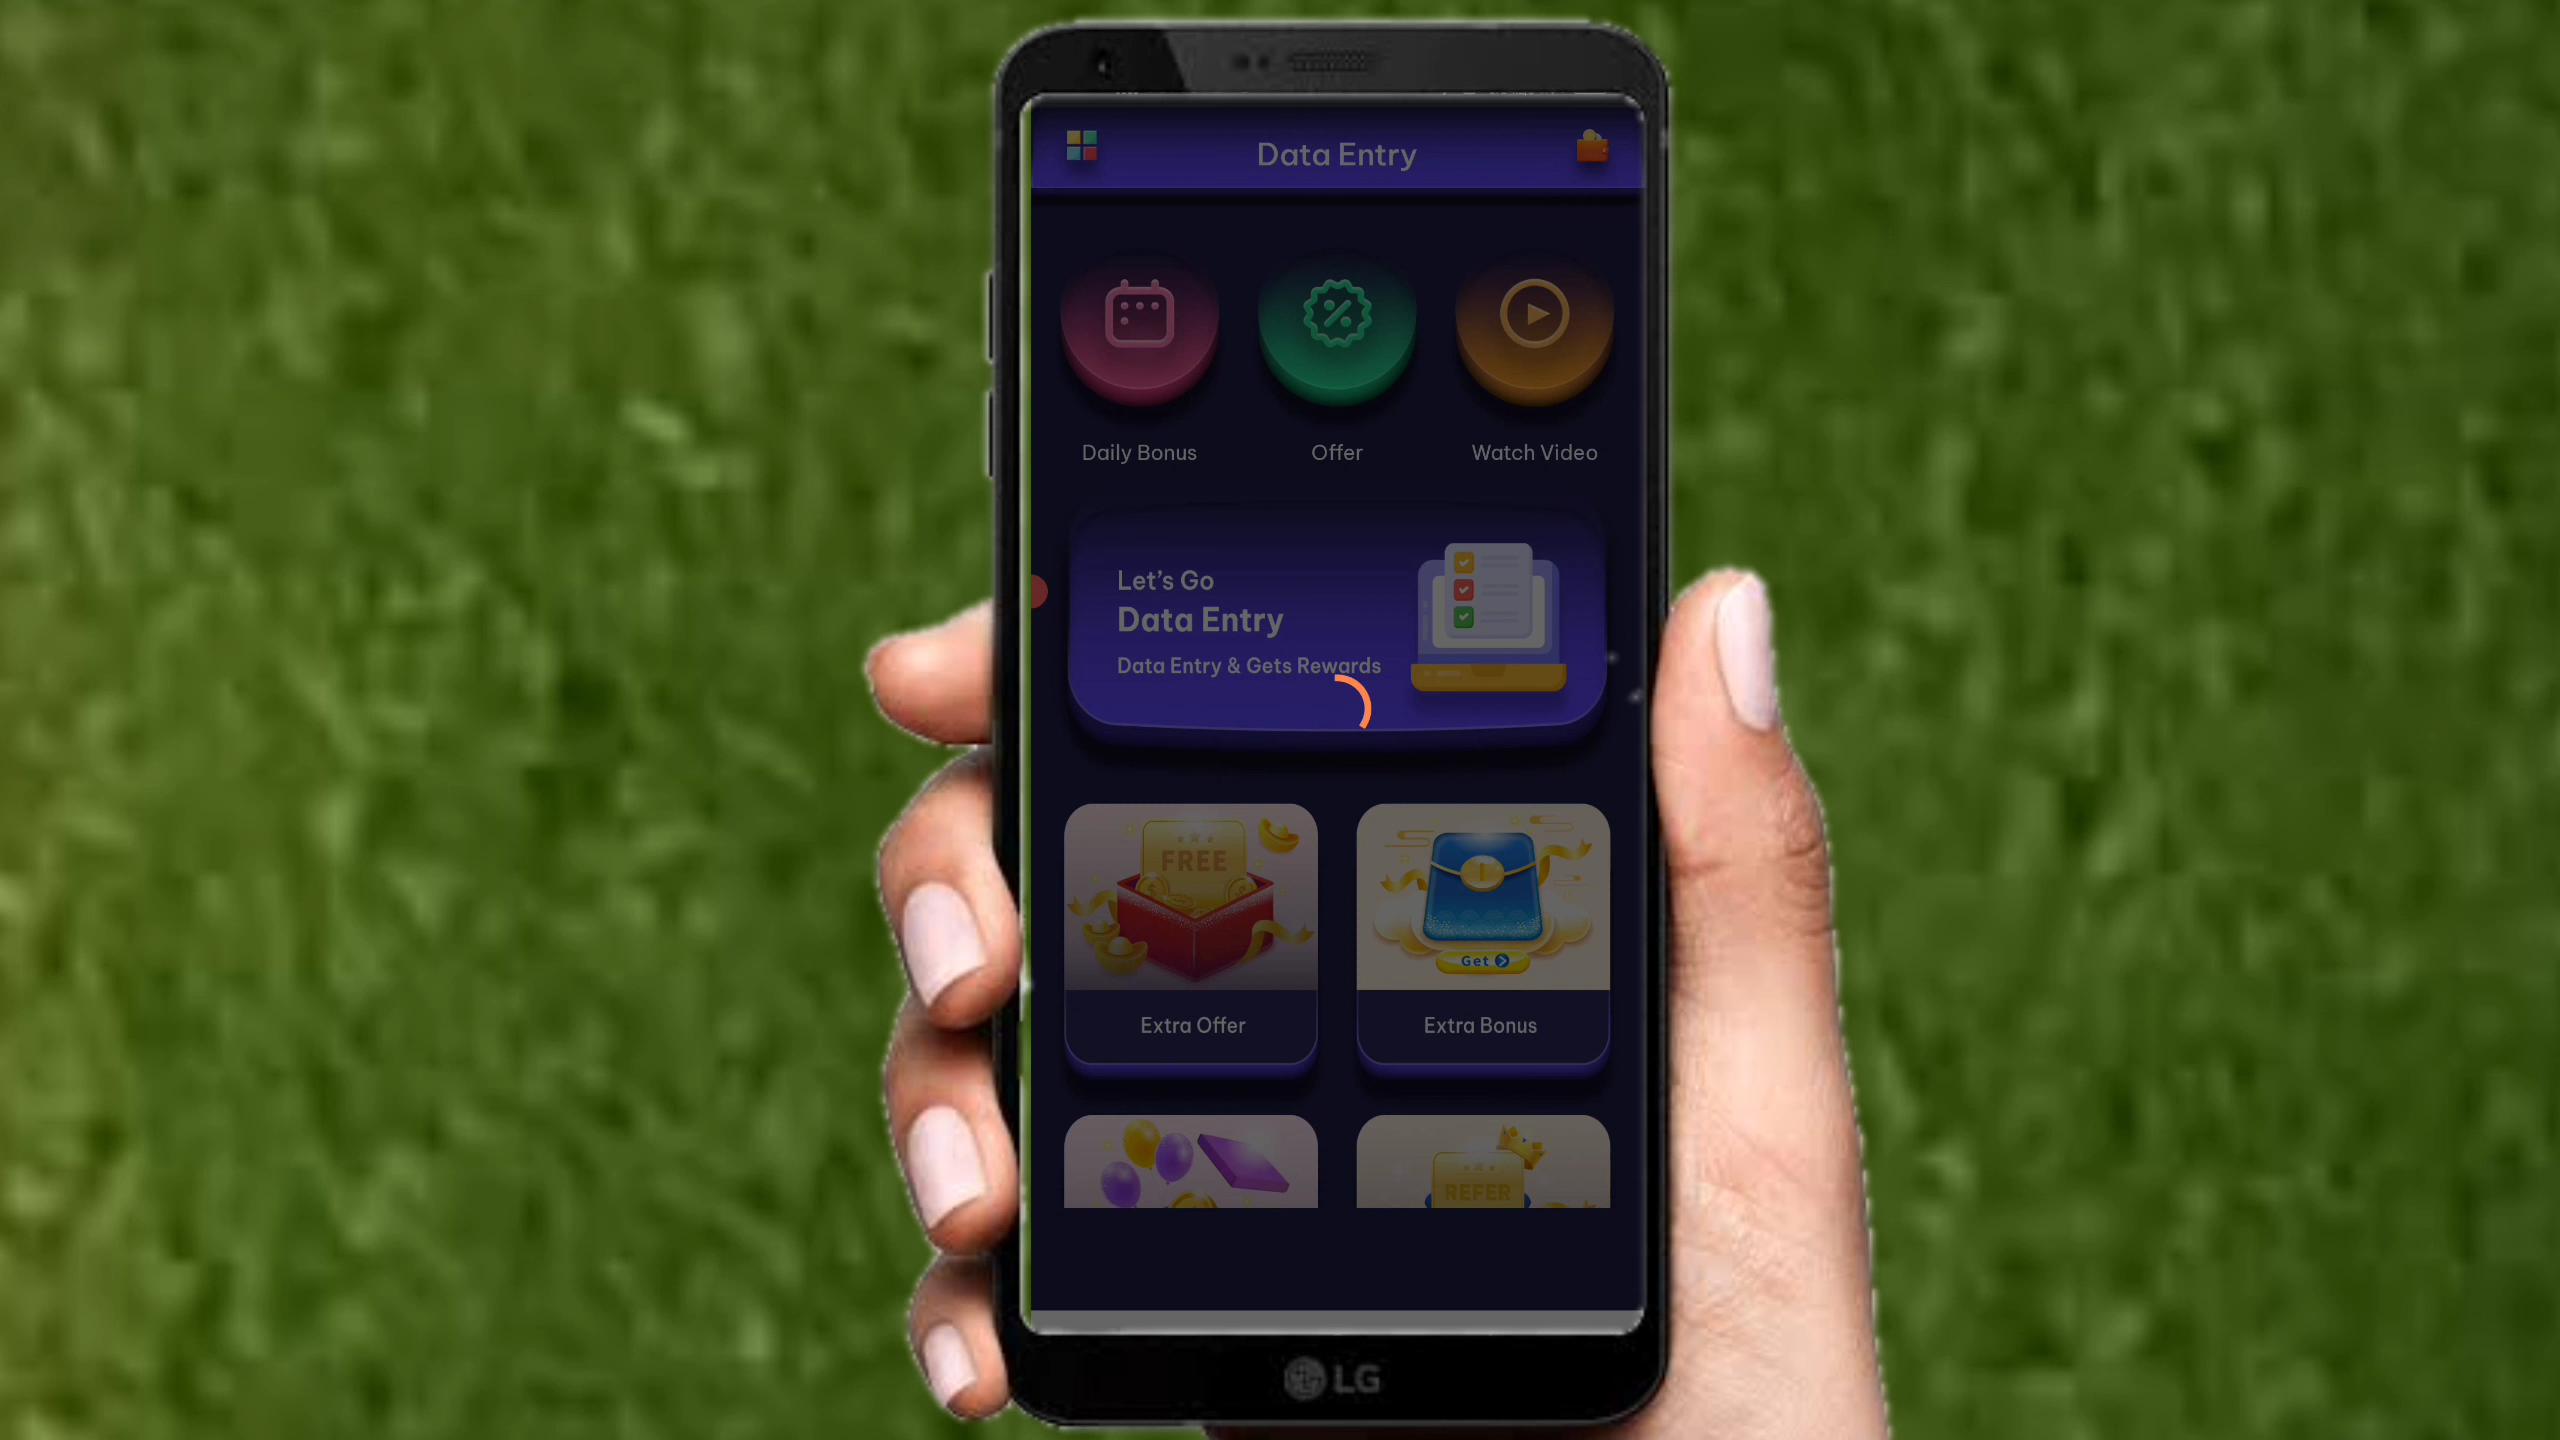 Data Entry
Daily Bonus
Offer
Watch Video
Let's Go
Data Entry
Data Entry & Gets Rewards
FREE
Get
Extra Offer
Extra Bonus
REFER
LG